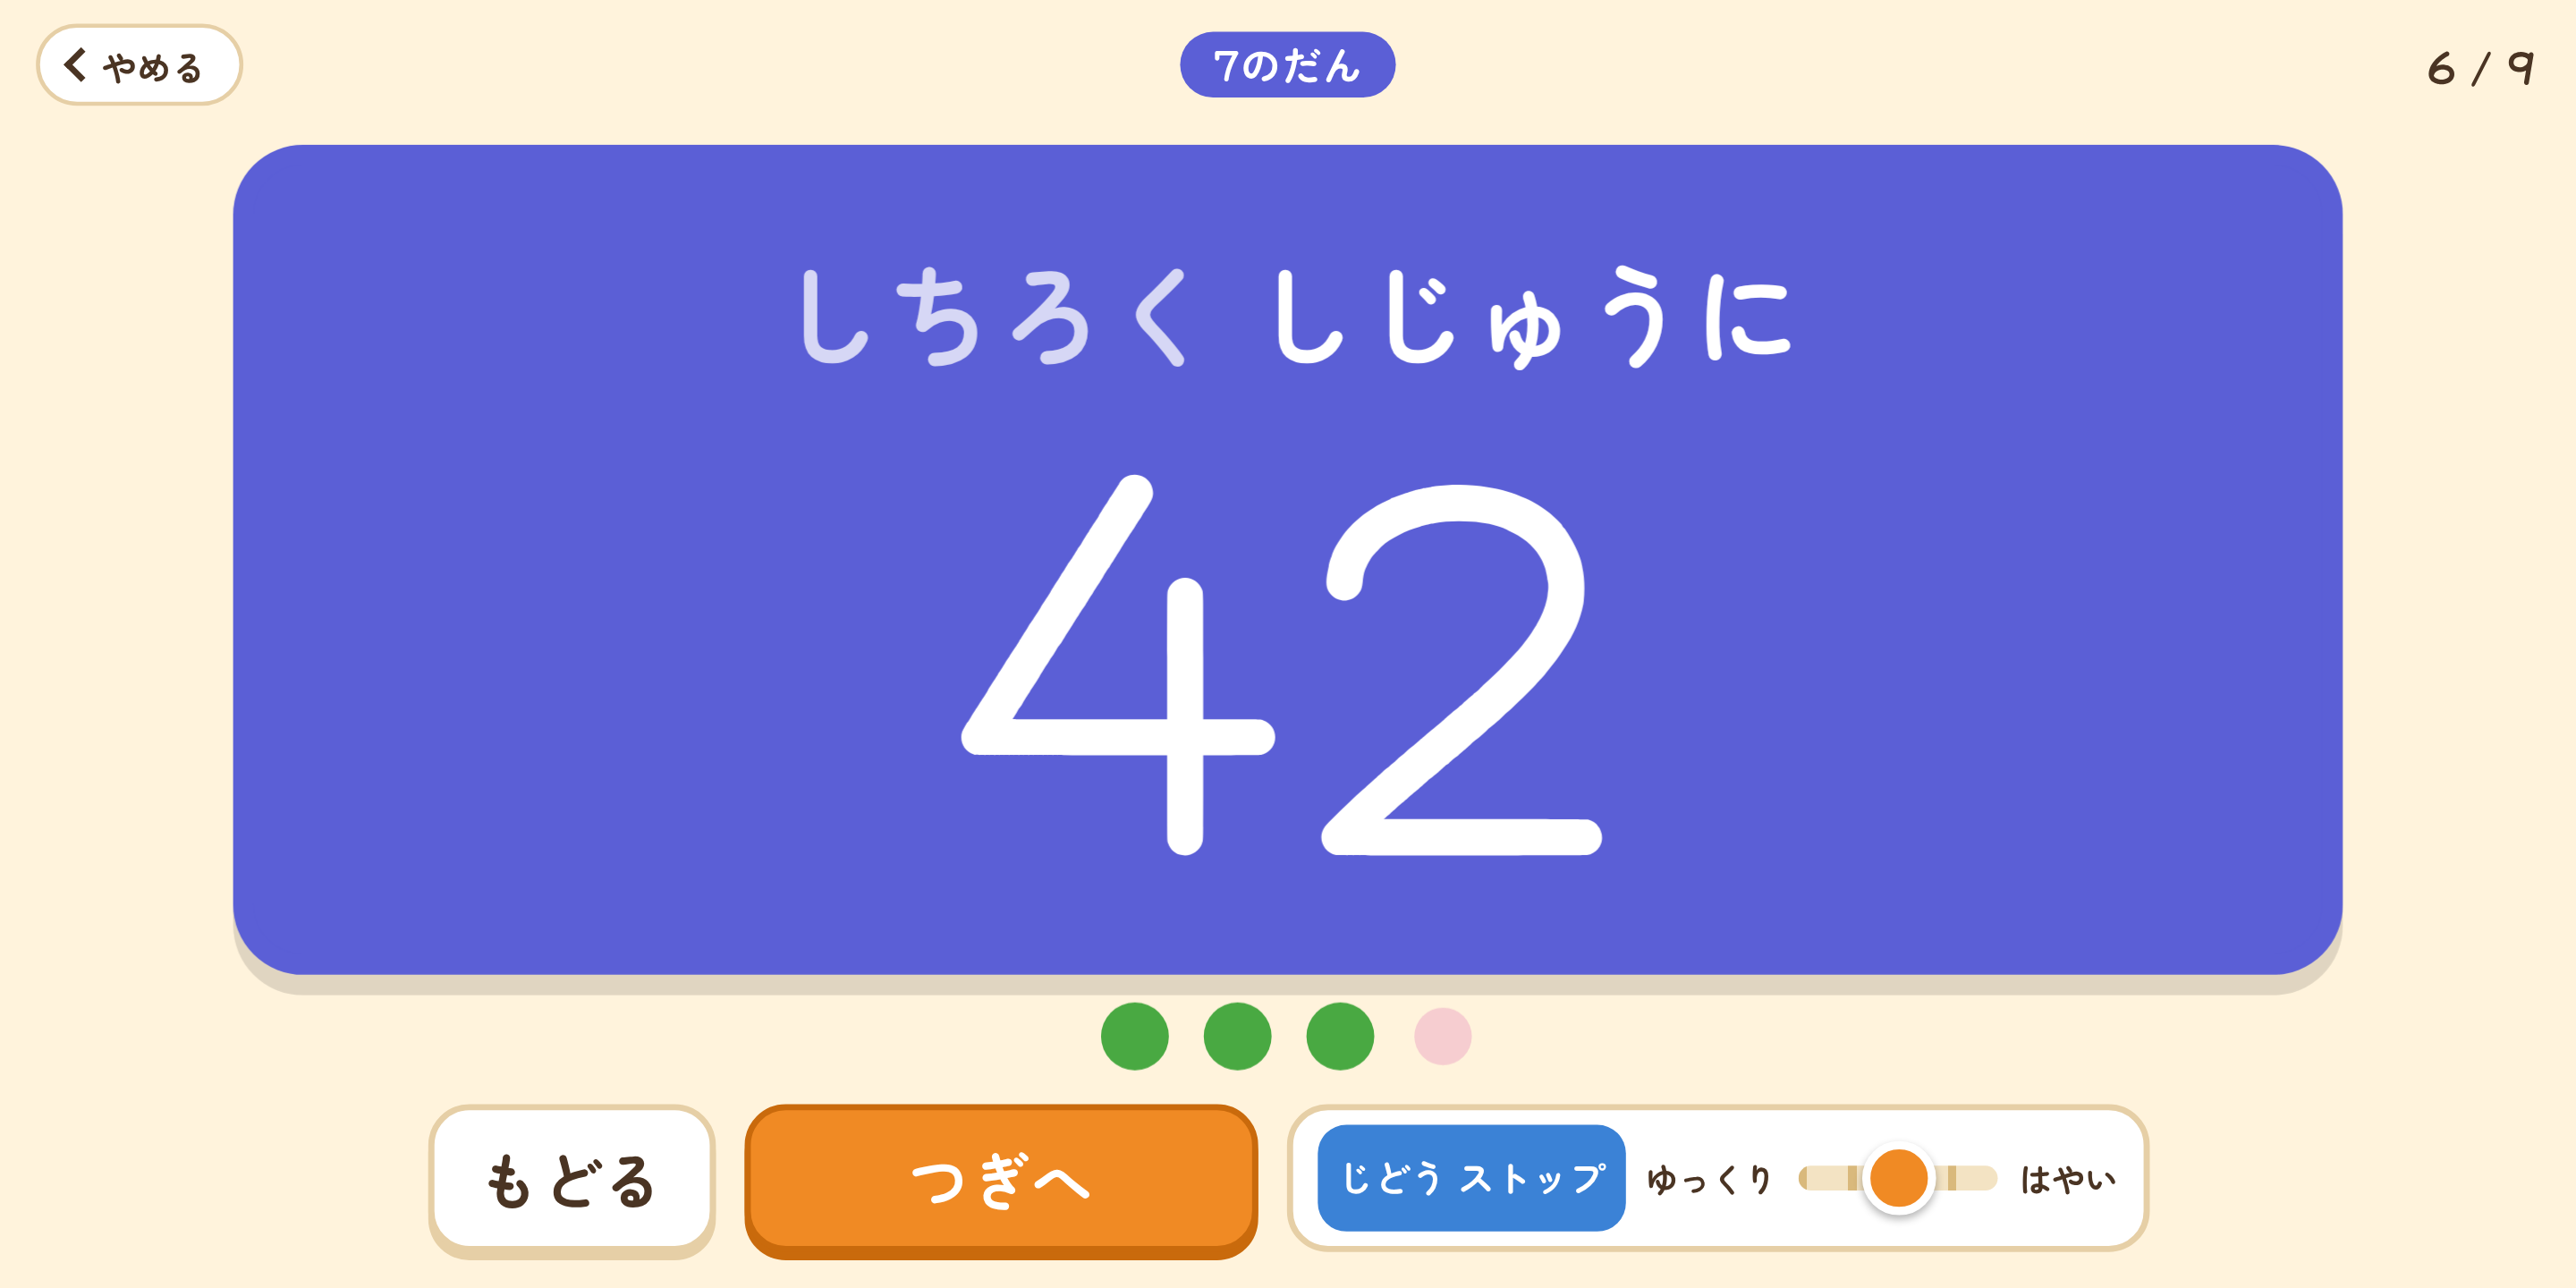 やめる
7のだん
6 / 9
しちろく しじゅうに
42
もどる
つぎへ
じどう ストップ
ゆっくり
はやい